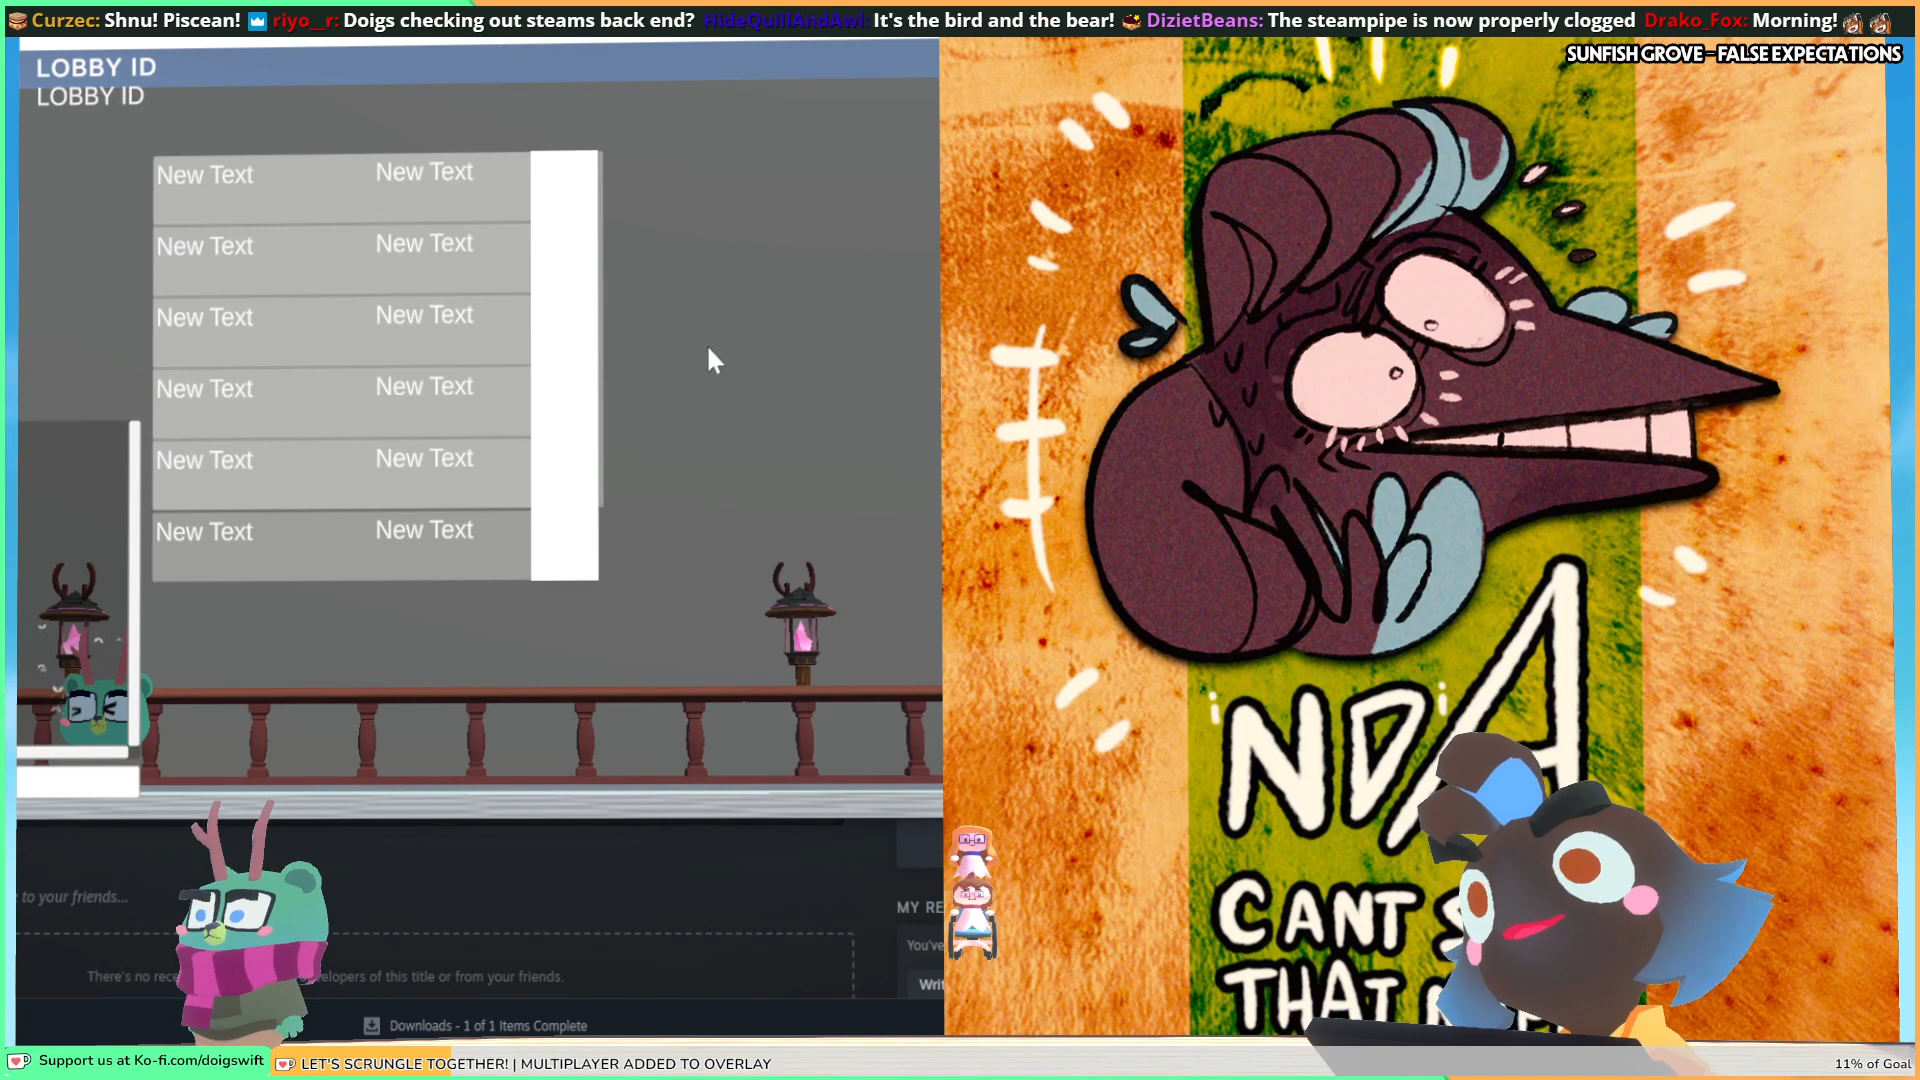 Curzec: Shnu! Piscean! riyo__r: Doigs checking out steams back end? HideQuillAndAwl: It's the bird and the bear! DizietBeans: The steampipe is now properly clogged Drako_Fox: Morning!
SUNFISH GROVE - FALSE EXPECTATIONS
LOBBY ID
LOBBY ID
New Text New Text
New Text New Text
New Text New Text
New Text New Text
New Text New Text
New Text New Text
NDA
CANT
THAT
to your friends...
MY RE
You've
There's no rece
velopers of this title or from your friends.
Writ
Downloads - 1 of 1 Items Complete
Support us at Ko-fi.com/doigswift
LET'S SCRUNGLE TOGETHER! | MULTIPLAYER ADDED TO OVERLAY
11% of Goal